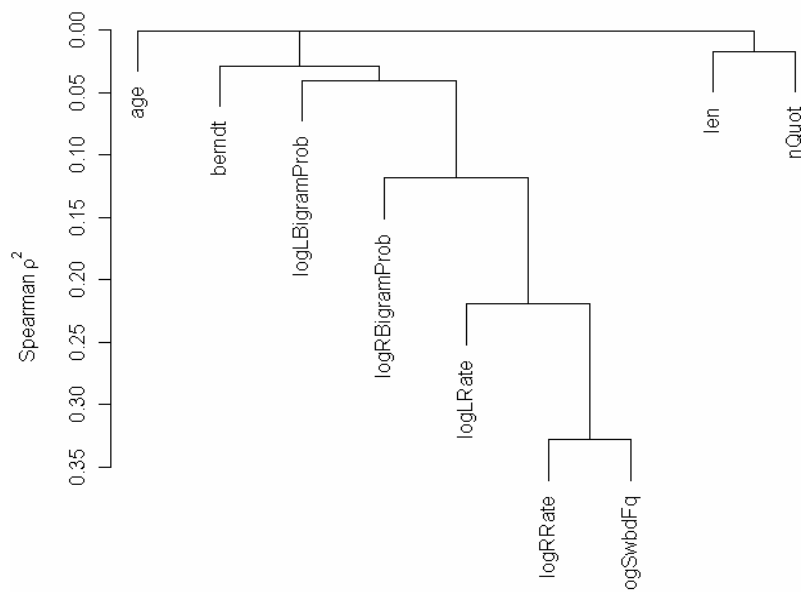 Spearman ρ²
0.00
0.05
0.10
0.15
0.20
0.25
0.30
0.35
age
berndt
logLBigramProb
logRBigramProb
logLRate
logRRate
ogSwbdFq
len
nQuot